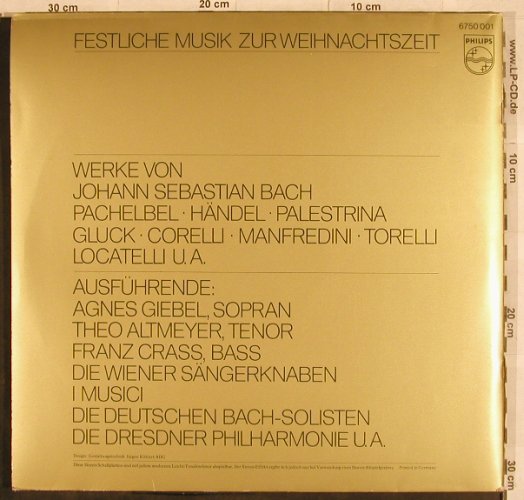 30 cm 20 cm 10 cm
6750 001
FESTLICHE MUSIK ZUR WEIHNACHTSZEIT
PHILIPS
www.LP-CD.de
10 cm
WERKE VON
JOHANN SEBASTIAN BACH
PACHELBEL · HÄNDEL · PALESTRINA
GLUCK · CORELLI · MANFREDINI · TORELLI
LOCATELLI U. A.
AUSFÜHRENDE:
AGNES GIEBEL, SOPRAN
THEO ALTMEYER, TENOR
FRANZ CRASS, BASS
DIE WIENER SÄNGERKNABEN
I MUSICI
DIE DEUTSCHEN BACH-SOLISTEN
DIE DRESDNER PHILHARMONIE U. A.
20 cm
30 cm
Printed in Germany